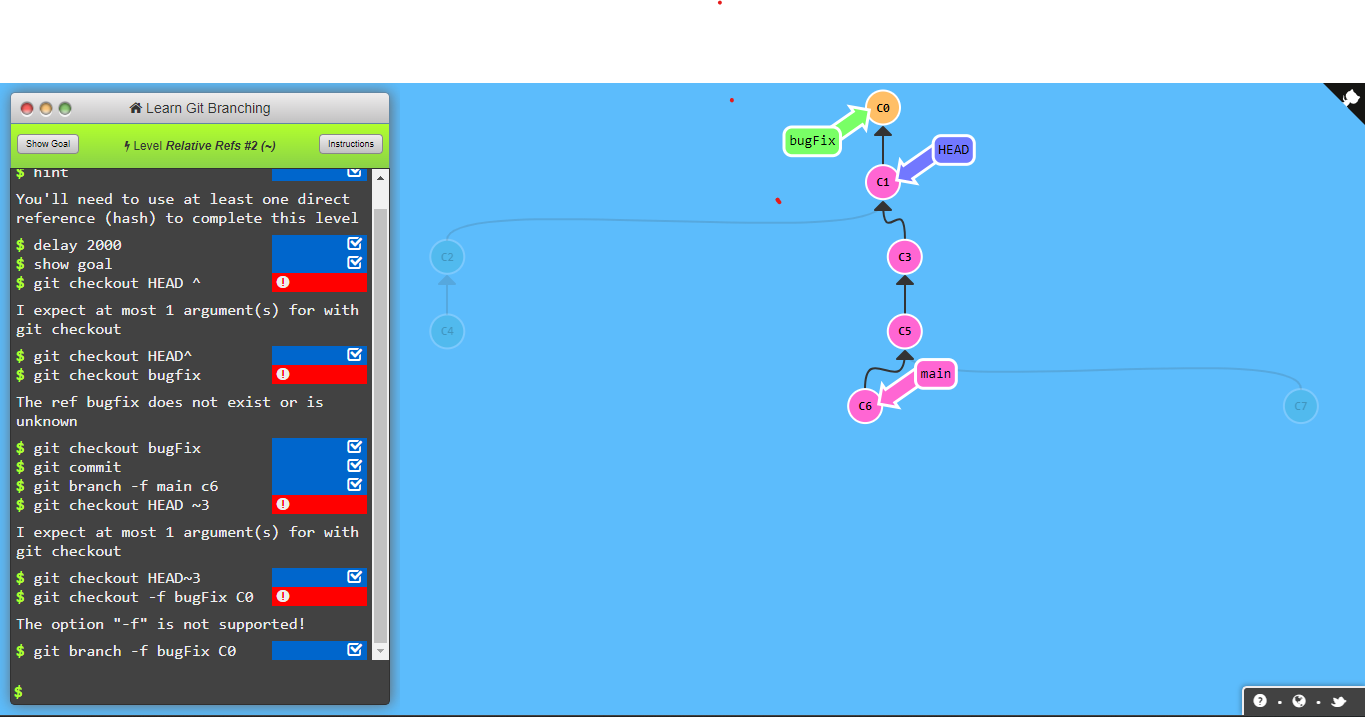 Learn Git Branching
Show Goal
Level Relative Refs #2 (~)
Instructions
$ hint
You'll need to use at least one direct
reference (hash) to complete this level
$ delay 2000
$ show goal
$ git checkout HEAD ^
I expect at most 1 argument(s) for with
git checkout
$ git checkout HEAD^
$ git checkout bugfix
The ref bugfix does not exist or is
unknown
$ git checkout bugFix
$ git commit
$ git branch -f main c6
$ git checkout HEAD ~3
I expect at most 1 argument(s) for with
git checkout
$ git checkout HEAD~3
$ git checkout -f bugFix C0
The option "-f" is not supported!
$ git branch -f bugFix C0
$
C0
bugFix
HEAD
C1
C2
C3
C4
C5
main
C6
C7